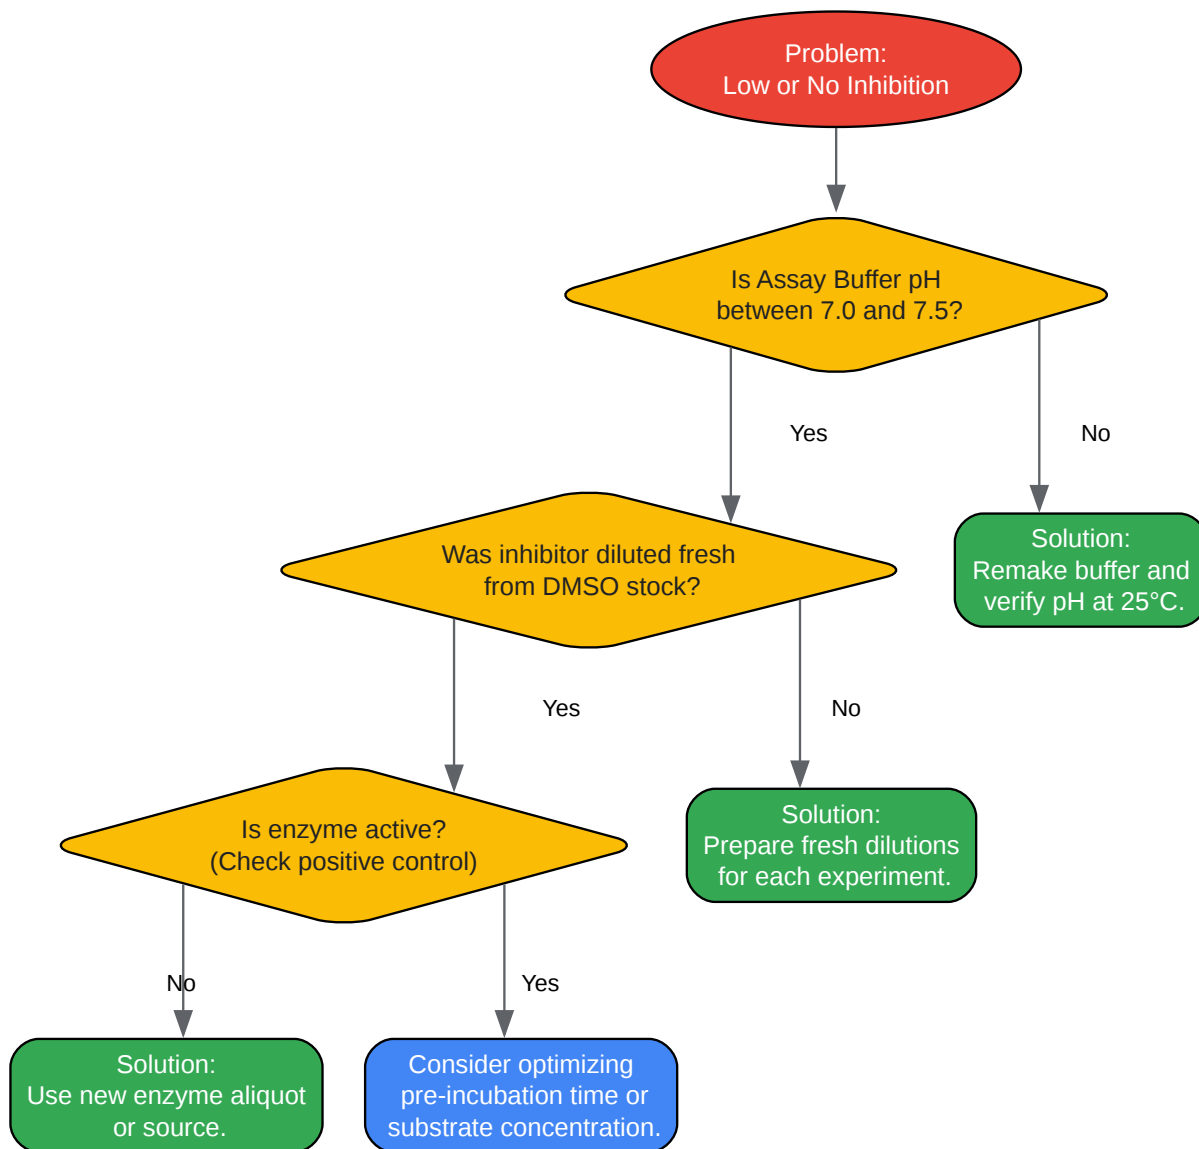 Problem:
Low or No Inhibition
Is Assay Buffer pH
between 7.0 and 7.5?
Yes
No
Was inhibitor diluted fresh
from DMSO stock?
Solution:
Remake buffer and
verify pH at 25°C.
Yes
No
Is enzyme active?
(Check positive control)
Solution:
Prepare fresh dilutions
for each experiment.
No
Yes
Solution:
Use new enzyme aliquot
or source.
Consider optimizing
pre-incubation time or
substrate concentration.